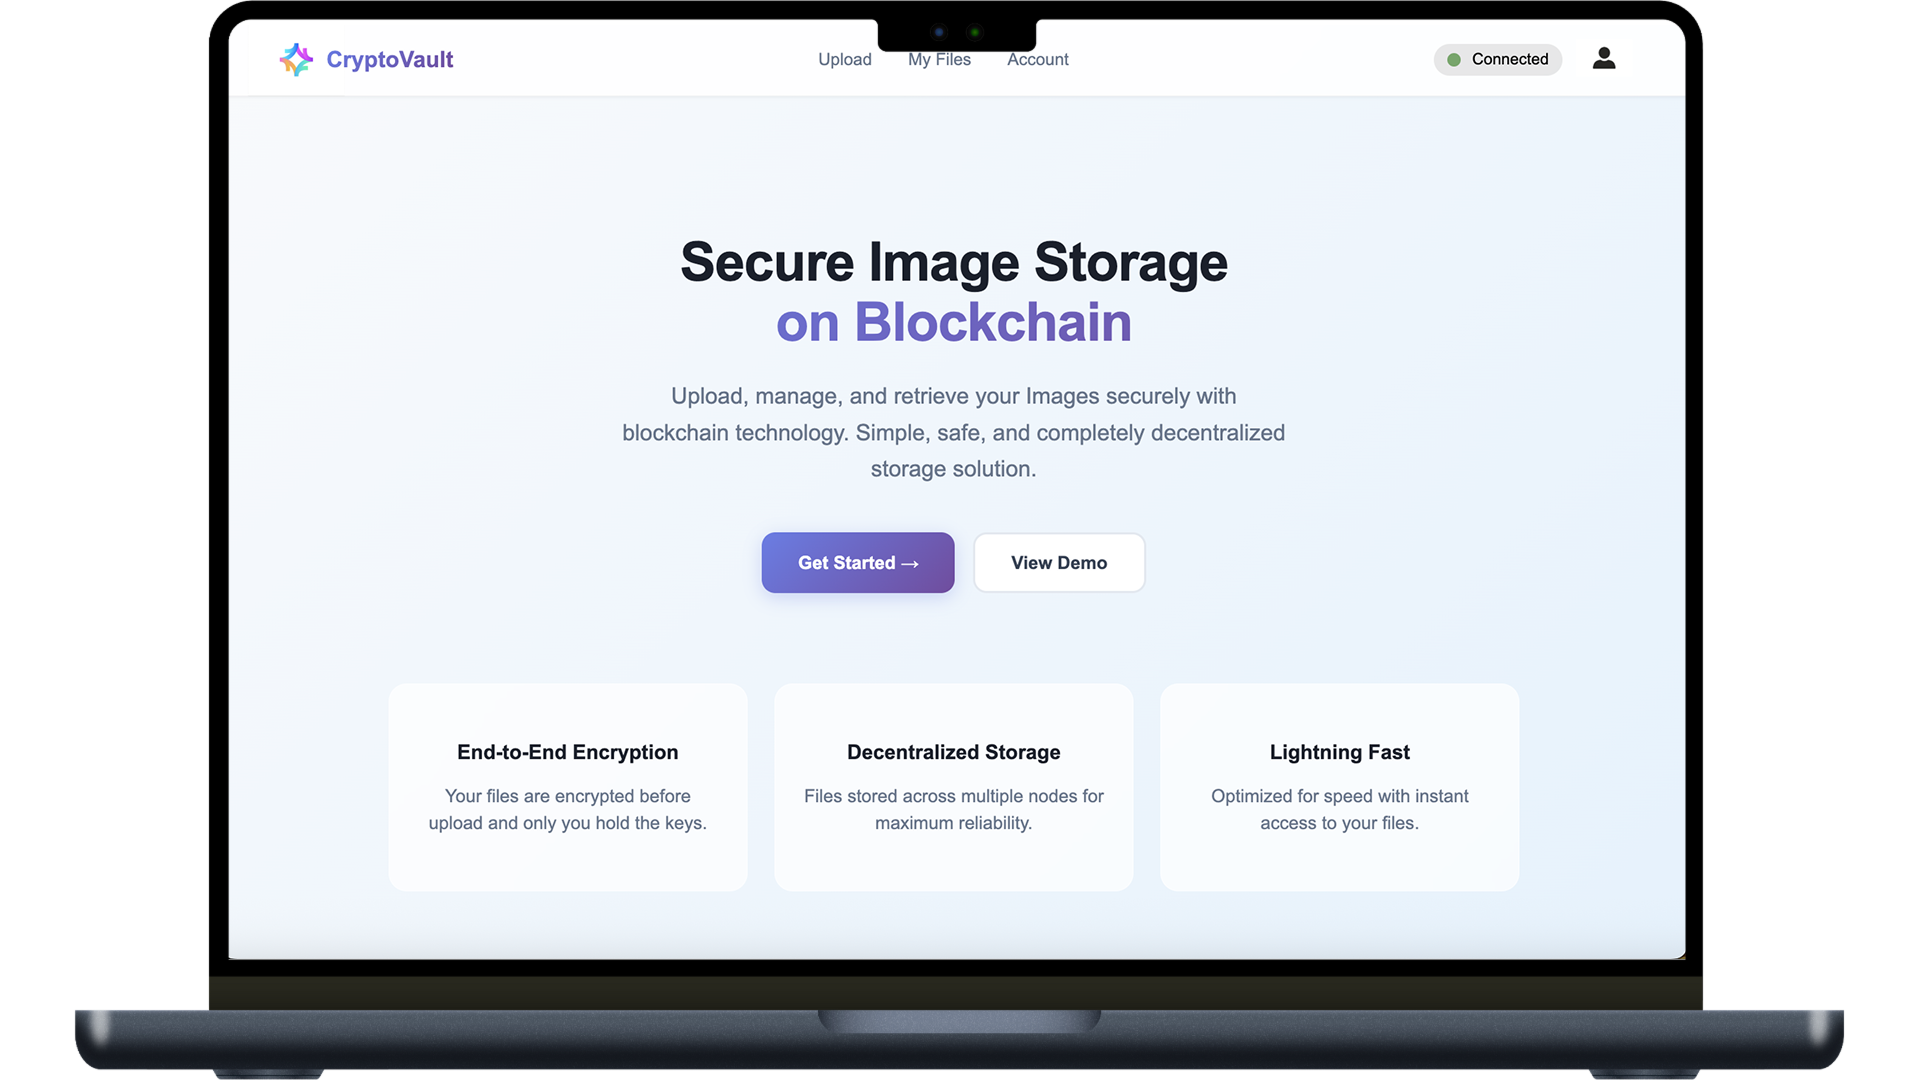 CryptoVault
Upload
My Files
Account
Connected
Secure Image Storage
on Blockchain
Upload, manage, and retrieve your Images securely with
blockchain technology. Simple, safe, and completely decentralized
storage solution.
Get Started →
View Demo
End-to-End Encryption
Your files are encrypted before
upload and only you hold the keys.
Decentralized Storage
Files stored across multiple nodes for
maximum reliability.
Lightning Fast
Optimized for speed with instant
access to your files.